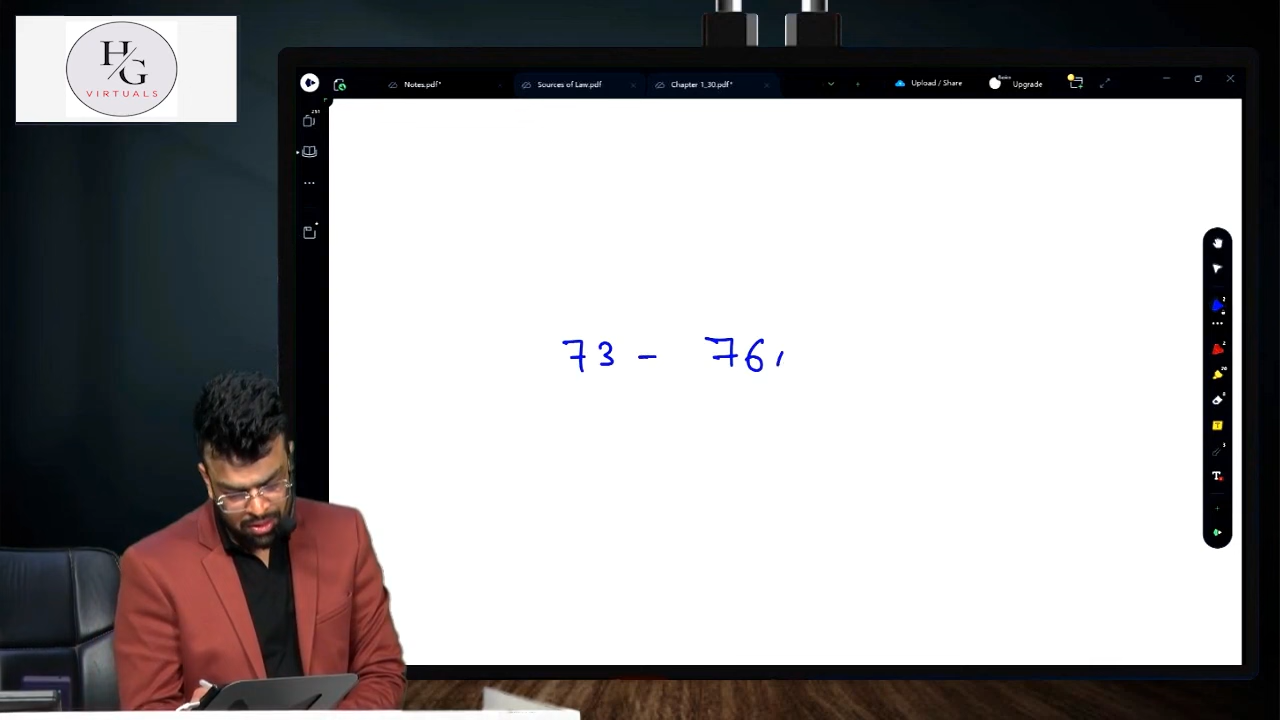 H/G
VIRTUALS
Notes.pdf*
Sources of Law.pdf
Chapter 1_30.pdf*
Upload / Share
Upgrade
73 - 76,
T
T